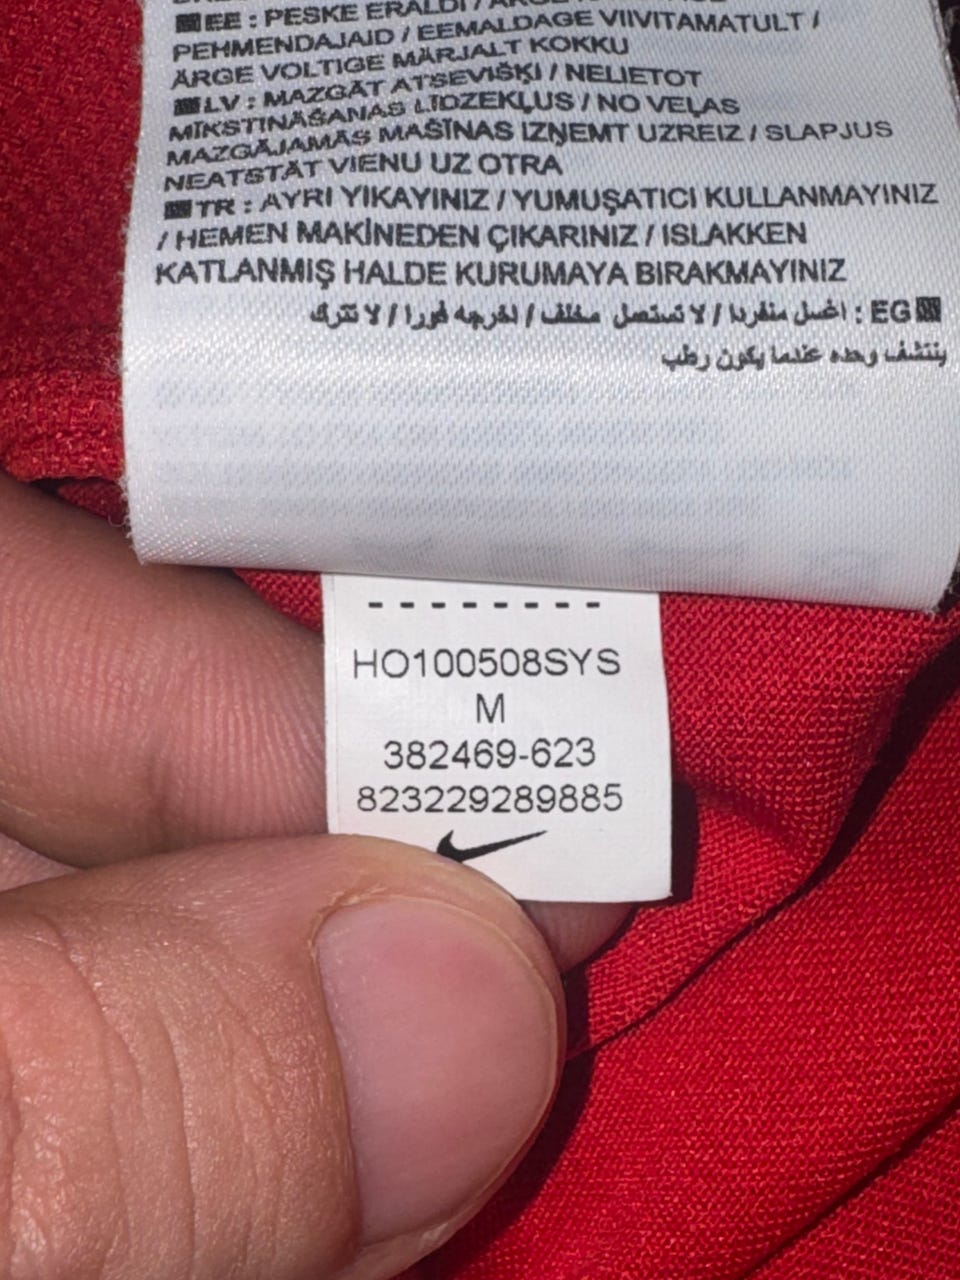 EE : PESKE ERALDI /
PEHMENDAJAID / EEMALDAGE VIIVITAMATULT /
ÄRGE VOLTIGE MÄRJALT KOKKU
LV : MAZGĀT ATSEVIŠĶI / NELIETOT
MĪKSTINĀŠANAS LĪDZEKĻUS / NO VEĻAS
MAZGĀJAMĀS MAŠĪNAS IZŅEMT UZREIZ / SLAPJUS
NEATSTĀT VIENU UZ OTRA
TR : AYRI YIKAYINIZ / YUMUŞATICI KULLANMAYINIZ
/ HEMEN MAKİNEDEN ÇIKARINIZ / ISLAKKEN
KATLANMIŞ HALDE KURUMAYA BIRAKMAYINIZ
EG : اغسل منفردا / لا تستعمل مخلف / اخرجه فورا / لا تترك
ينتشف وحده عندما يكون رطب
--------
HO100508SYS
M
382469-623
823229289885